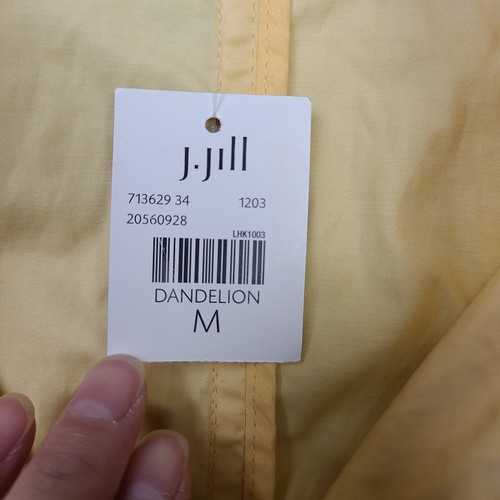 J.Jill
713629 34 1203
20560928
LHK1003
DANDELION
M